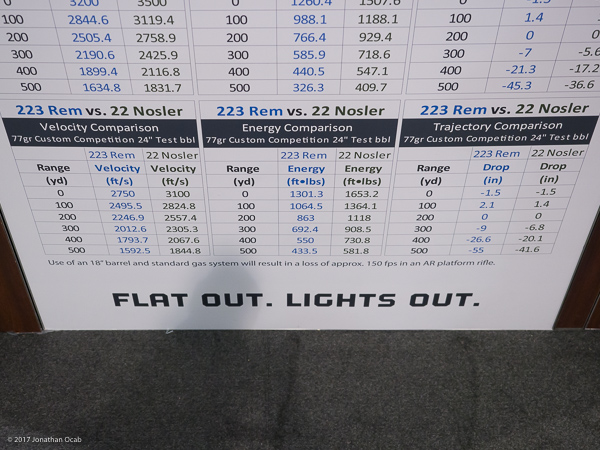 0 3200 3500 0 1260.4 1507.6 0 -1.5
100 2844.6 3119.4 100 988.1 1188.1 100 1.4
200 2505.4 2758.9 200 766.4 929.4 200 0 0
300 2190.6 2425.9 300 585.9 718.6 300 -7 -5.6
400 1899.4 2116.8 400 440.5 547.1 400 -21.3 -17.2
500 1634.8 1831.7 500 326.3 409.7 500 -45.3 -36.6
223 Rem vs. 22 Nosler
Velocity Comparison
77gr Custom Competition 24" Test bbl
223 Rem 22 Nosler
Range Velocity Velocity
(yd) (ft/s) (ft/s)
0 2750 3100
100 2495.5 2824.8
200 2246.9 2557.4
300 2012.6 2305.3
400 1793.7 2067.6
500 1592.5 1844.8
223 Rem vs. 22 Nosler
Energy Comparison
77gr Custom Competition 24" Test bbl
223 Rem 22 Nosler
Range Energy Energy
(yd) (ft•lbs) (ft•lbs)
0 1301.3 1653.2
100 1064.5 1364.1
200 863 1118
300 692.4 908.5
400 550 730.8
500 433.5 581.8
223 Rem vs. 22 Nosler
Trajectory Comparison
77gr Custom Competition 24" Test bbl
223 Rem 22 Nosler
Range Drop Drop
(yd) (in) (in)
0 -1.5 -1.5
100 2.1 1.4
200 0 0
300 -9 -6.8
400 -26.6 -20.1
500 -55 -41.6
Use of an 18" barrel and standard gas system will result in a loss of approx. 150 fps in an AR platform rifle.
FLAT OUT. LIGHTS OUT.
© 2017 Jonathan Ocab